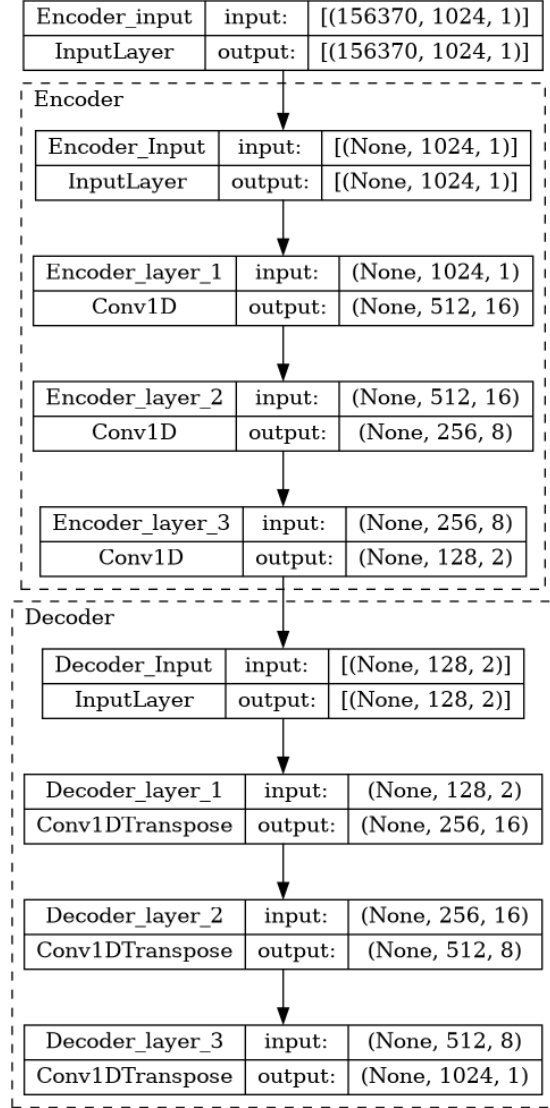 Encoder_input input: [(156370, 1024, 1)]
InputLayer output: [(156370, 1024, 1)]
Encoder
Encoder_Input input: [(None, 1024, 1)]
InputLayer output: [(None, 1024, 1)]
Encoder_layer_1 input: (None, 1024, 1)
Conv1D output: (None, 512, 16)
Encoder_layer_2 input: (None, 512, 16)
Conv1D output: (None, 256, 8)
Encoder_layer_3 input: (None, 256, 8)
Conv1D output: (None, 128, 2)
Decoder
Decoder_Input input: [(None, 128, 2)]
InputLayer output: [(None, 128, 2)]
Decoder_layer_1 input: (None, 128, 2)
Conv1DTranspose output: (None, 256, 16)
Decoder_layer_2 input: (None, 256, 16)
Conv1DTranspose output: (None, 512, 8)
Decoder_layer_3 input: (None, 512, 8)
Conv1DTranspose output: (None, 1024, 1)